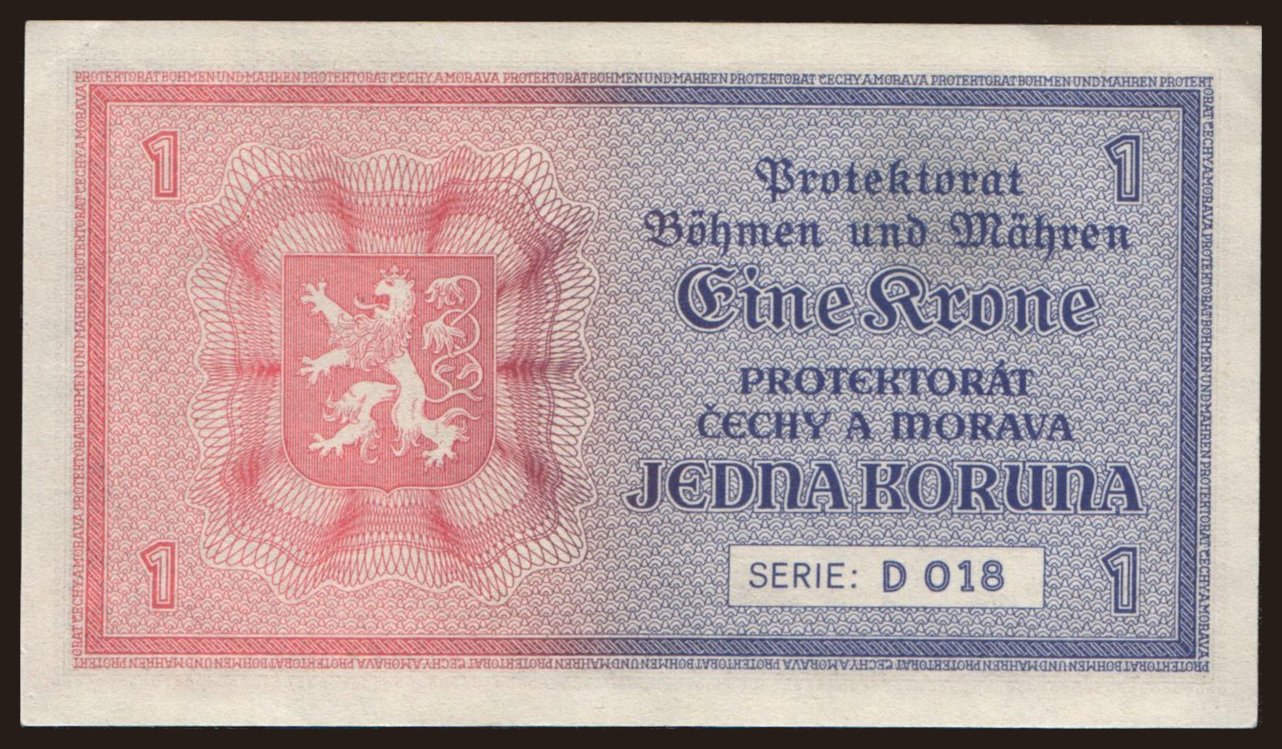 PROTEKTORAT BÖHMEN UND MÄHREN PROTEKTORÁT ČECHY A MORAVA PROTEKTORAT BÖHMEN UND MÄHREN PROTEKTORÁT ČECHY A MORAVA PROTEKTORAT BÖHMEN UND MÄHREN PROTEKT
1
1
Protektorat
Böhmen und Mähren
Eine Krone
PROTEKTORÁT
ČECHY A MORAVA
JEDNA KORUNA
SERIE: D 018
1
1